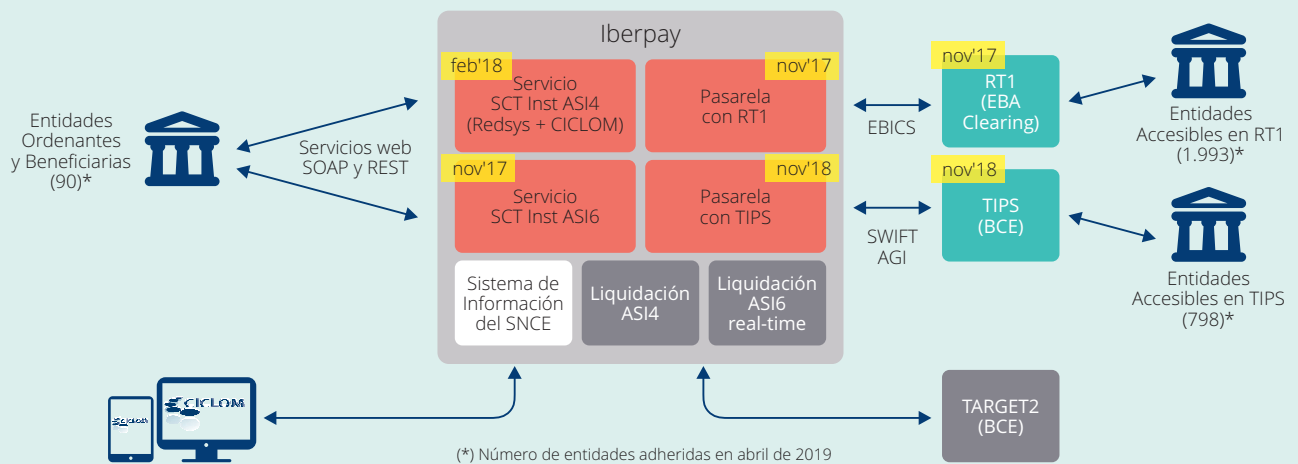 Iberpay
feb'18
Servicio
SCT Inst ASI4
(Redsys + CICLOM)
nov'17
Pasarela
con RT1
nov'17
Servicio
SCT Inst ASI6
nov'18
Pasarela
con TIPS
Sistema de
Información
del SNCE
Liquidación
ASI4
Liquidación
ASI6
real-time
Entidades
Ordenantes
y Beneficiarias
(90)*
Servicios web
SOAP y REST
EBICS
SWIFT
AGI
nov'17
RT1
(EBA
Clearing)
nov'18
TIPS
(BCE)
Entidades
Accesibles en RT1
(1.993)*
Entidades
Accesibles en TIPS
(798)*
CICLOM
CICLOM
TARGET2
(BCE)
(*) Número de entidades adheridas en abril de 2019